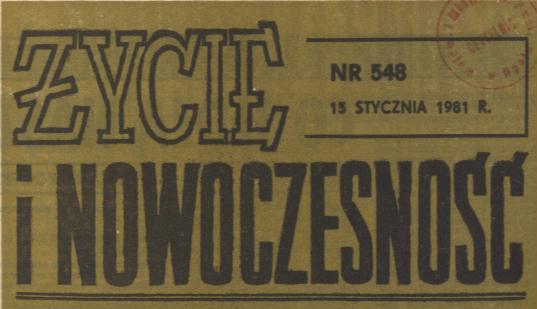 ŻYCIE
NR 548
15 STYCZNIA 1981 R.
i NOWOCZESNOŚĆ